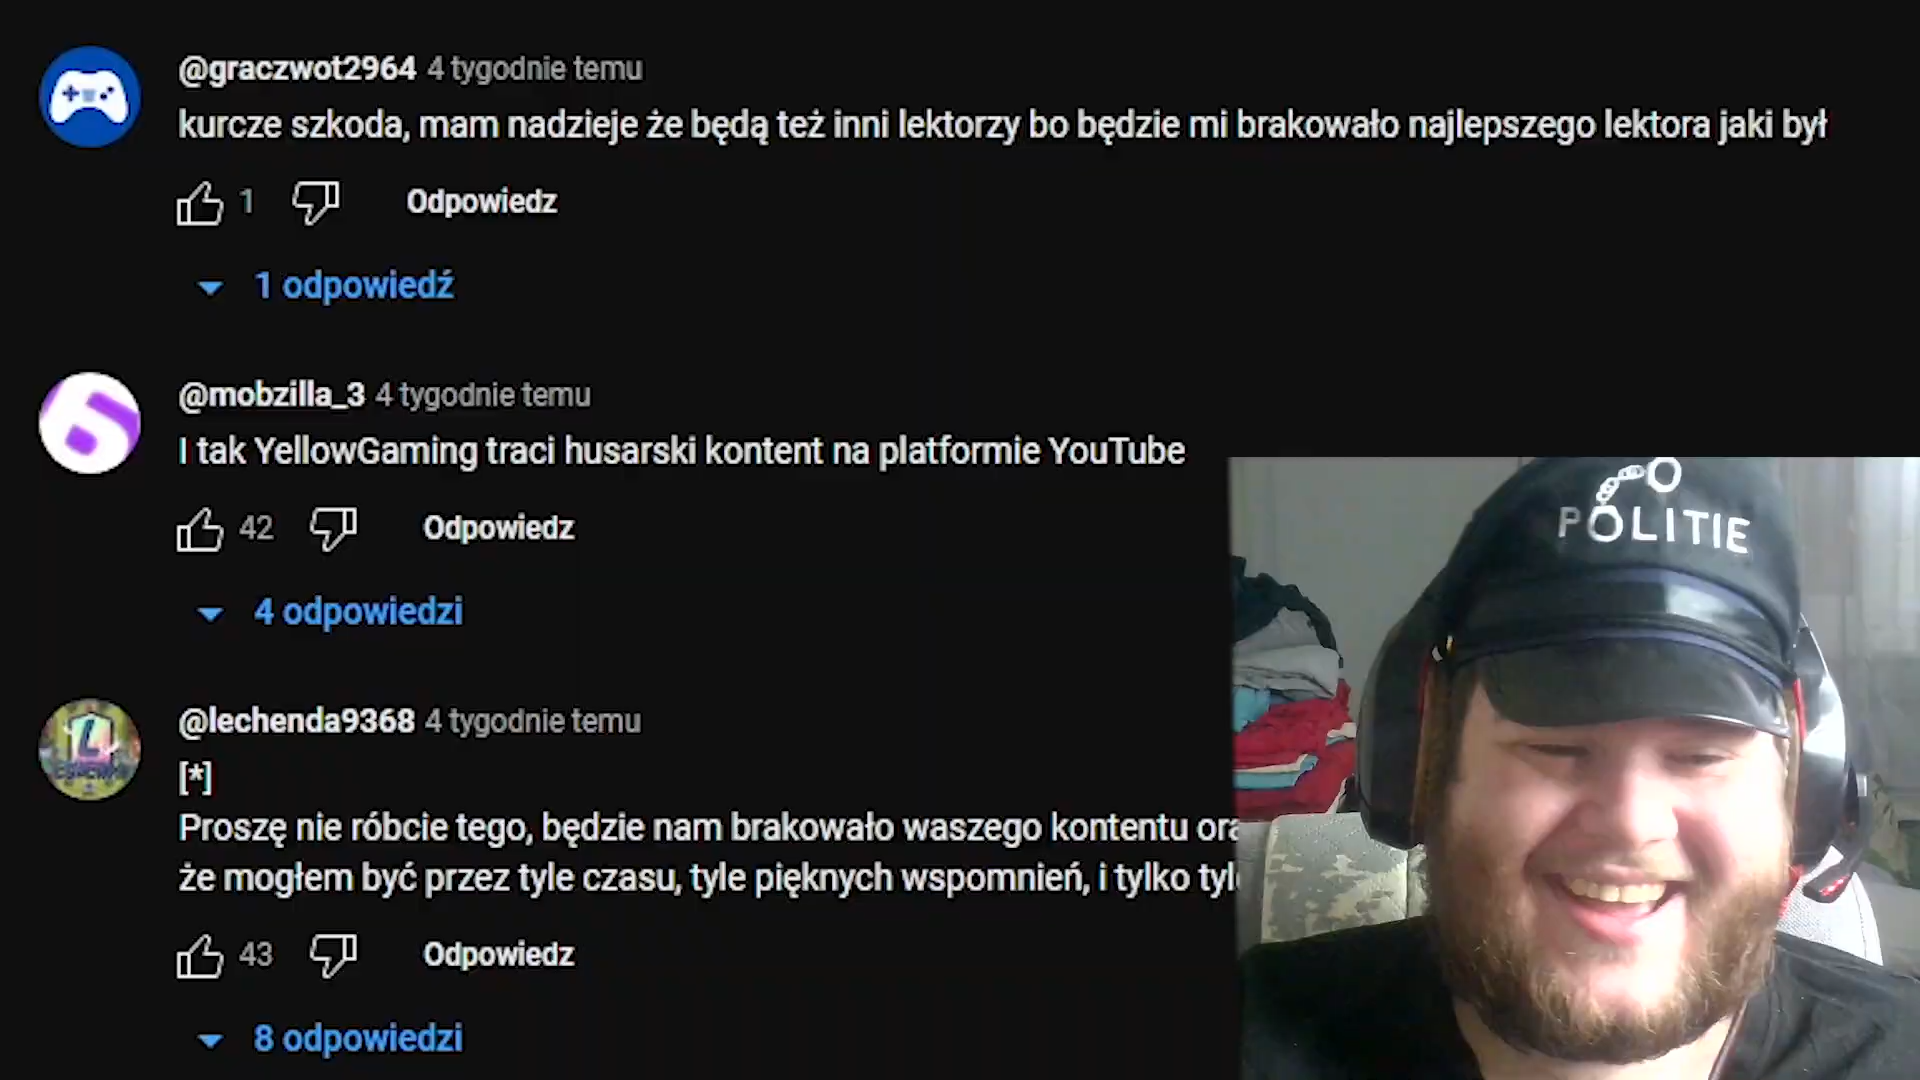 @graczwot2964 4 tygodnie temu
kurcze szkoda, mam nadzieje że będą też inni lektorzy bo będzie mi brakowało najlepszego lektora jaki był
1 Odpowiedz
1 odpowiedź
@mobzilla_3 4 tygodnie temu
I tak YellowGaming traci husarski kontent na platformie YouTube
42 Odpowiedz
4 odpowiedzi
POLITIE
@lechenda9368 4 tygodnie temu
[*]
Proszę nie róbcie tego, będzie nam brakowało waszego kontentu
że mogłem być przez tyle czasu, tyle pięknych wspomnień, i tylko
43 Odpowiedz
8 odpowiedzi